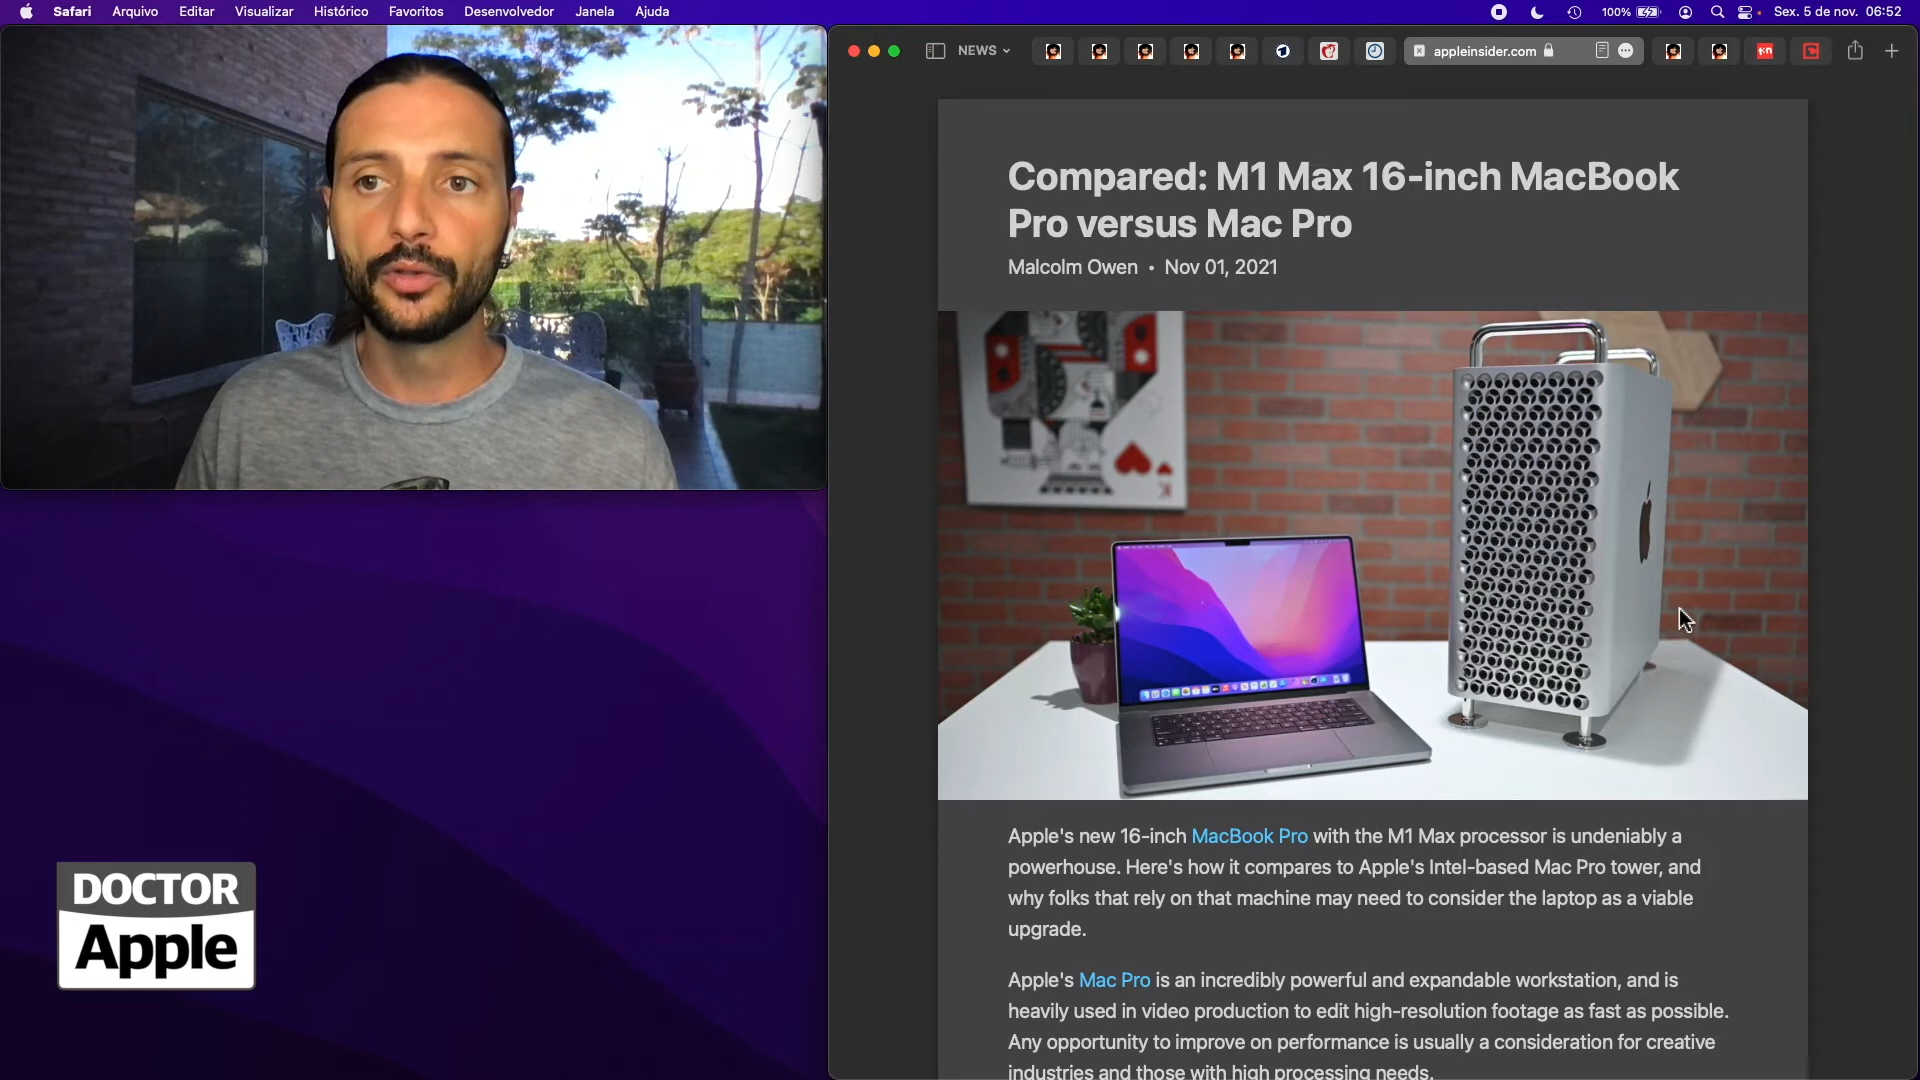 Safari Arquivo Editar Visualizar Histórico Favoritos Desenvolvedor Janela Ajuda 100% Sex. 5 de nov. 06:52
NEWS appleinsider.com
Compared: M1 Max 16-inch MacBook
Pro versus Mac Pro
Malcolm Owen • Nov 01, 2021
K
Apple's new 16-inch MacBook Pro with the M1 Max processor is undeniably a
powerhouse. Here's how it compares to Apple's Intel-based Mac Pro tower, and
why folks that rely on that machine may need to consider the laptop as a viable
upgrade.
Apple's Mac Pro is an incredibly powerful and expandable workstation, and is
heavily used in video production to edit high-resolution footage as fast as possible.
Any opportunity to improve on performance is usually a consideration for creative
industries and those with high processing needs.
DOCTOR
Apple